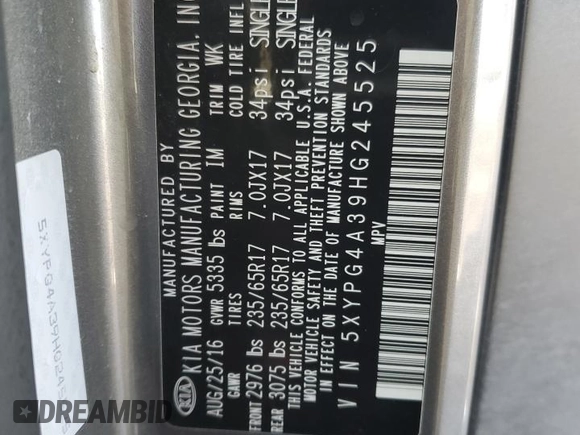 KIA
MANUFACTURED BY
KIA MOTORS MANUFACTURING GEORGIA, INC
AUG/25/16 GVWR 5335 lbs PAINT IM TRIM WK
GAWR TIRES RIMS COLD TIRE INFL
FRONT 2976 lbs 235/65R17 7.0JX17 34psi SINGLE
REAR 3075 lbs 235/65R17 7.0JX17 34psi SINGLE
THIS VEHICLE CONFORMS TO ALL APPLICABLE U.S.A. FEDERAL
MOTOR VEHICLE SAFETY AND THEFT PREVENTION STANDARDS
IN EFFECT ON THE DATE OF MANUFACTURE SHOWN ABOVE
VIN 5XYPG4A39HG245525
MPV
5XYPG4A39HG245
DREAMBID